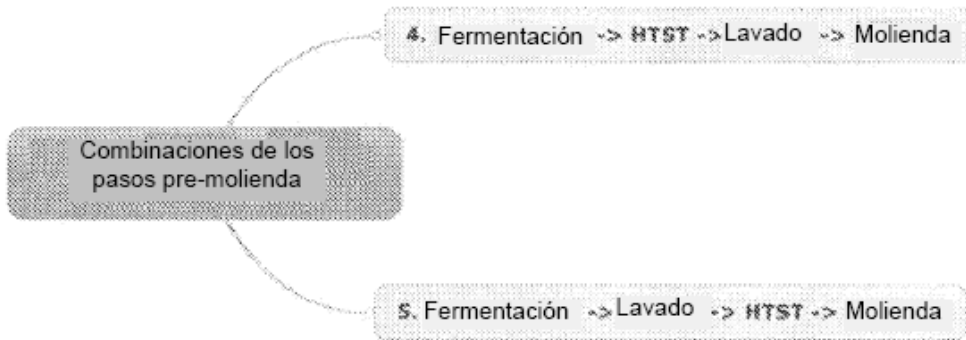 4. Fermentación -> HTST ->Lavado -> Molienda
Combinaciones de los
pasos pre-molienda
5. Fermentación ->Lavado -> HTST -> Molienda